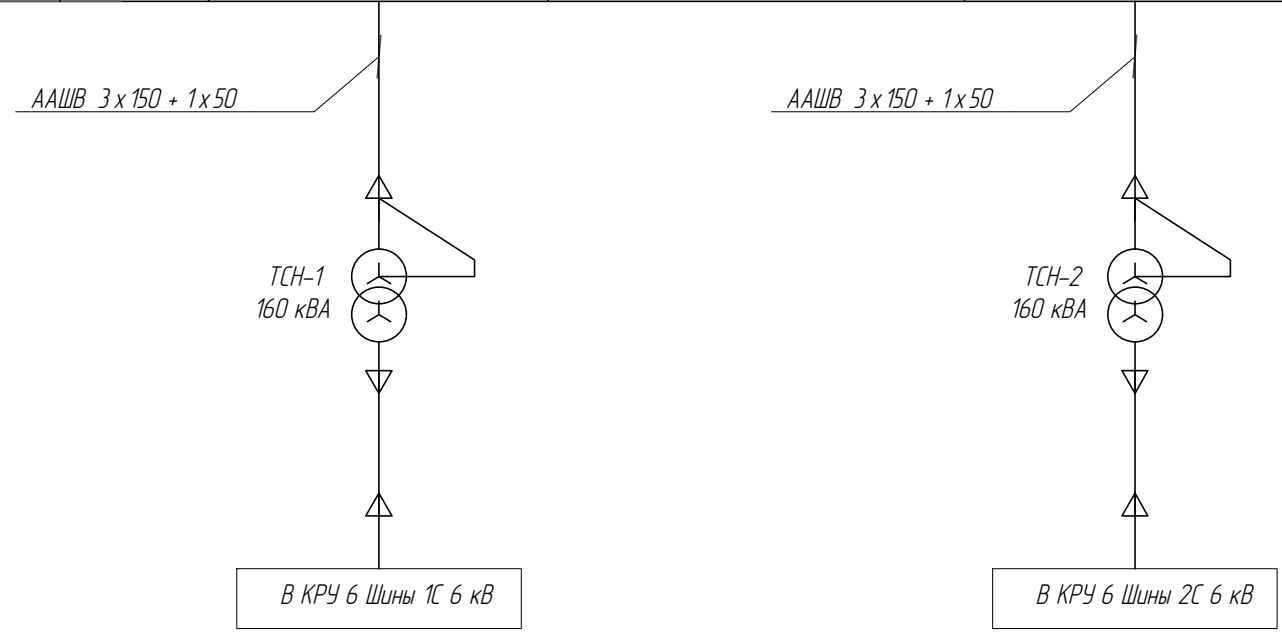 ААШВ 3 х 150 + 1 х 50
ААШВ 3 х 150 + 1 х 50
ТСН-1
160 кВА
ТСН-2
160 кВА
В КРУ 6 Шины 1С 6 кВ
В КРУ 6 Шины 2С 6 кВ